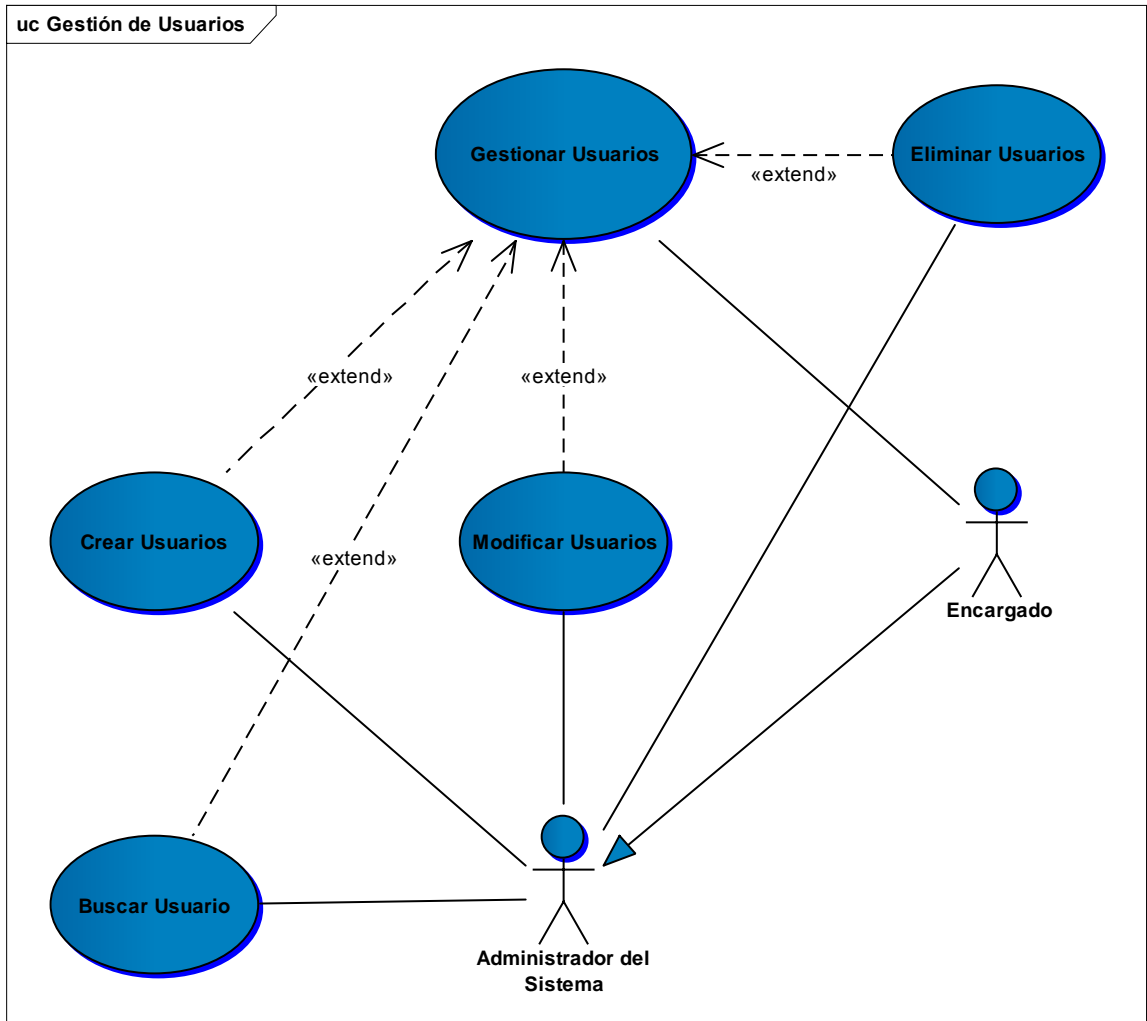 uc Gestión de Usuarios
Gestionar Usuarios
Eliminar Usuarios
«extend»
«extend»
«extend»
Crear Usuarios
Modificar Usuarios
«extend»
Encargado
Buscar Usuario
Administrador del
Sistema